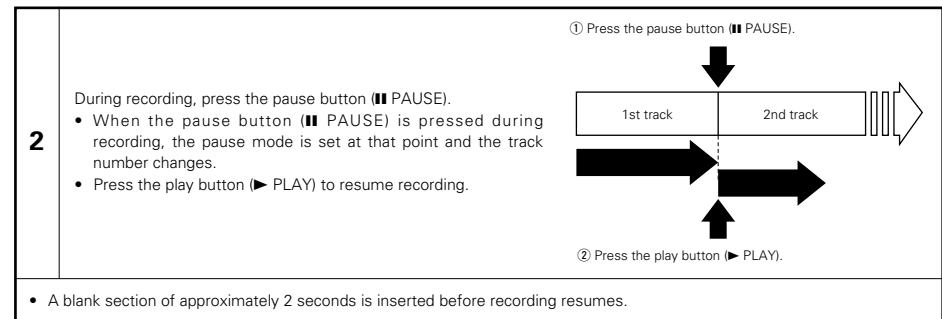 2
During recording, press the pause button (❚❚ PAUSE).
• When the pause button (❚❚ PAUSE) is pressed during
recording, the pause mode is set at that point and the track
number changes.
• Press the play button (► PLAY) to resume recording.
① Press the pause button (❚❚ PAUSE).
1st track
2nd track
② Press the play button (► PLAY).
• A blank section of approximately 2 seconds is inserted before recording resumes.